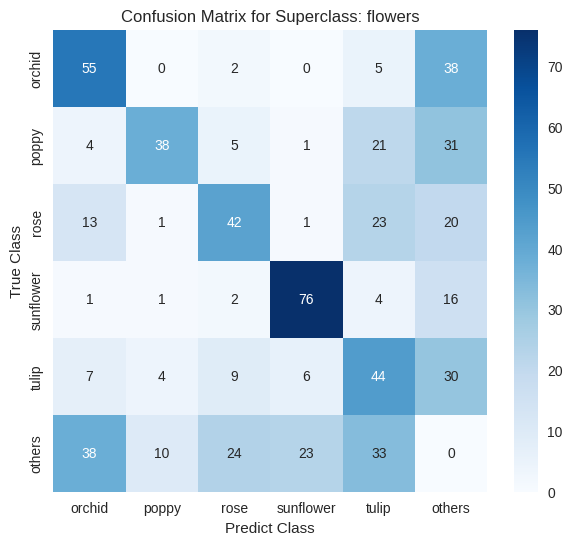 Confusion Matrix for Superclass: flowers
True Class
orchid 55 0 2 0 5 38
poppy 4 38 5 1 21 31
rose 13 1 42 1 23 20
sunflower 1 1 2 76 4 16
tulip 7 4 9 6 44 30
others 38 10 24 23 33 0
orchid poppy rose sunflower tulip others
Predict Class
70
60
50
40
30
20
10
0